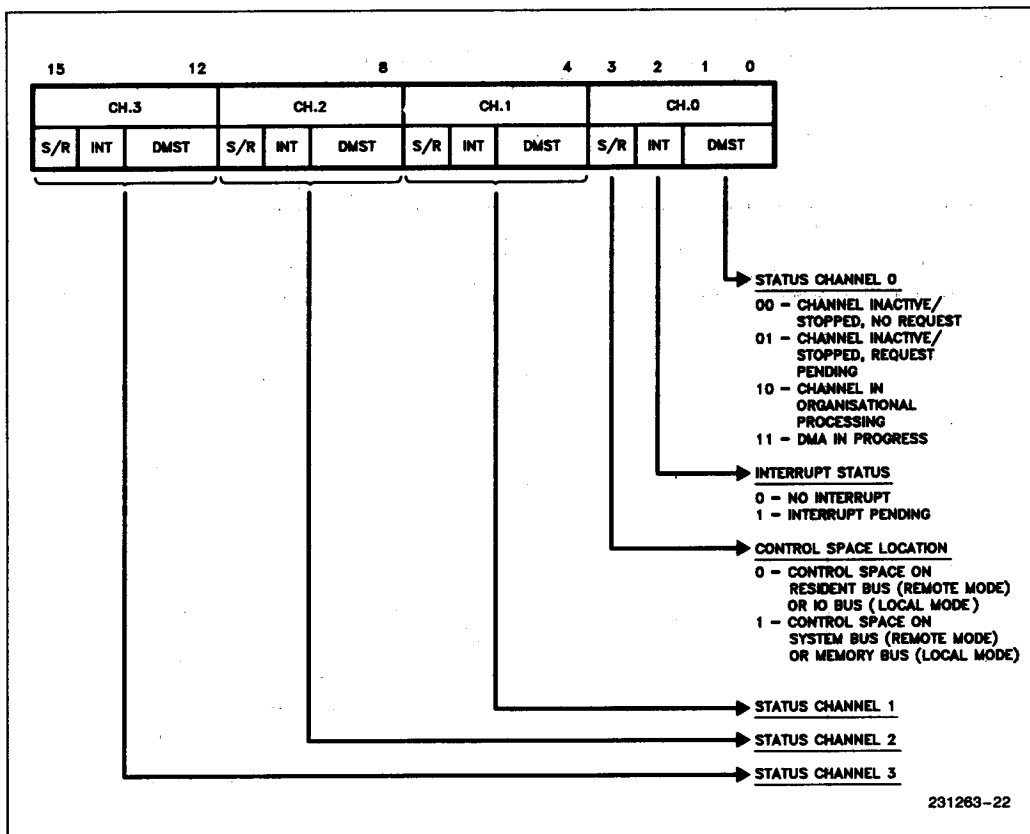 15 12 8 4 3 2 1 0
CH.3 CH.2 CH.1 CH.0
S/R INT DMST S/R INT DMST S/R INT DMST S/R INT DMST
STATUS CHANNEL 0
00 – CHANNEL INACTIVE/
STOPPED, NO REQUEST
01 – CHANNEL INACTIVE/
STOPPED, REQUEST
PENDING
10 – CHANNEL IN
ORGANISATIONAL
PROCESSING
11 – DMA IN PROGRESS
INTERRUPT STATUS
0 – NO INTERRUPT
1 – INTERRUPT PENDING
CONTROL SPACE LOCATION
0 – CONTROL SPACE ON
RESIDENT BUS (REMOTE MODE)
OR IO BUS (LOCAL MODE)
1 – CONTROL SPACE ON
SYSTEM BUS (REMOTE MODE)
OR MEMORY BUS (LOCAL MODE)
STATUS CHANNEL 1
STATUS CHANNEL 2
STATUS CHANNEL 3
231263–22